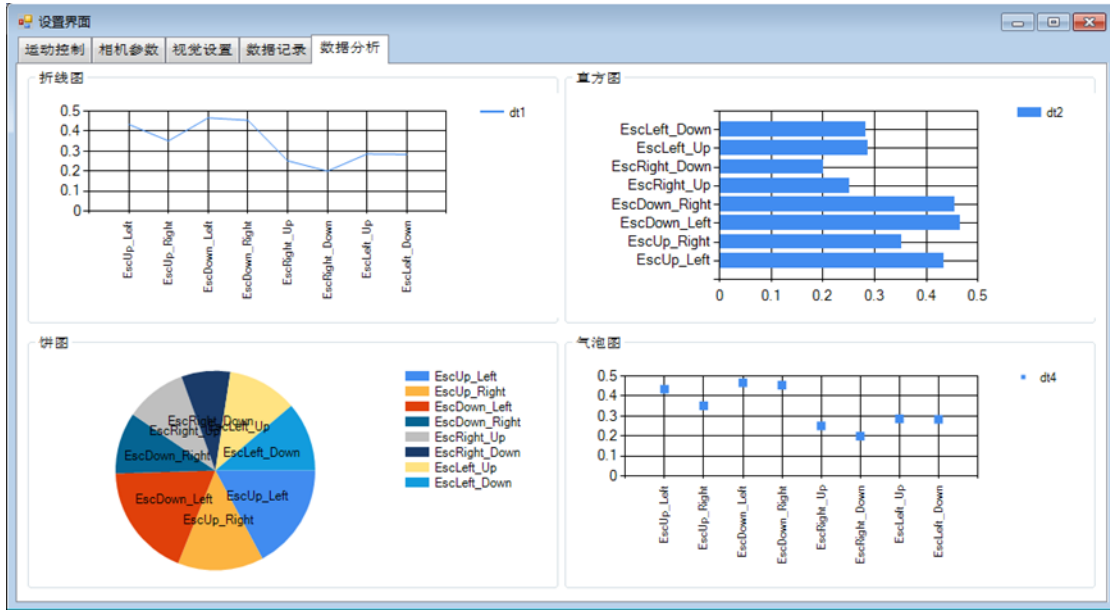 设置界面
运动控制 相机参数 视觉设置 数据记录 数据分析
折线图
0.5
0.4
0.3
0.2
0.1
0
EscUp_Left
EscUp_Right
EscDown_Left
EscDown_Right
EscRight_Up
EscRight_Down
EscLeft_Up
EscLeft_Down
dt1
直方图
EscLeft_Down
EscLeft_Up
EscRight_Down
EscRight_Up
EscDown_Right
EscDown_Left
EscUp_Right
EscUp_Left
0 0.1 0.2 0.3 0.4 0.5
dt2
饼图
EscRight_Down
EscRight_Up
EscLeft_Up
EscDown_Right
EscLeft_Down
EscDown_Left
EscUp_Left
EscUp_Right
EscUp_Left
EscUp_Right
EscDown_Left
EscDown_Right
EscRight_Up
EscRight_Down
EscLeft_Up
EscLeft_Down
气泡图
0.5
0.4
0.3
0.2
0.1
0
EscUp_Left
EscUp_Right
EscDown_Left
EscDown_Right
EscRight_Up
EscRight_Down
EscLeft_Up
EscLeft_Down
dt4